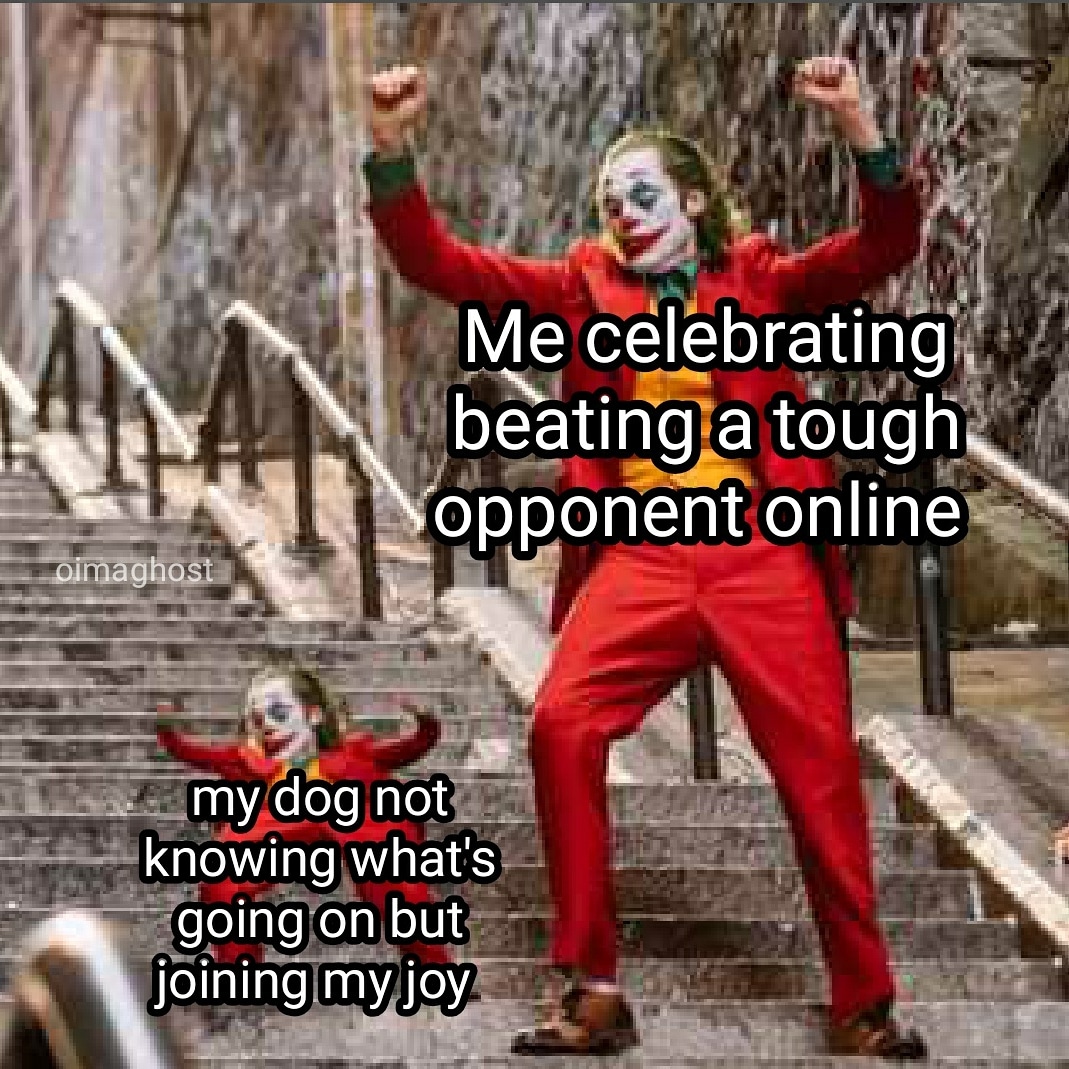 Me celebrating
beating a tough
opponent online
oimaghost
my dog not
knowing what's
going on but
joining my joy